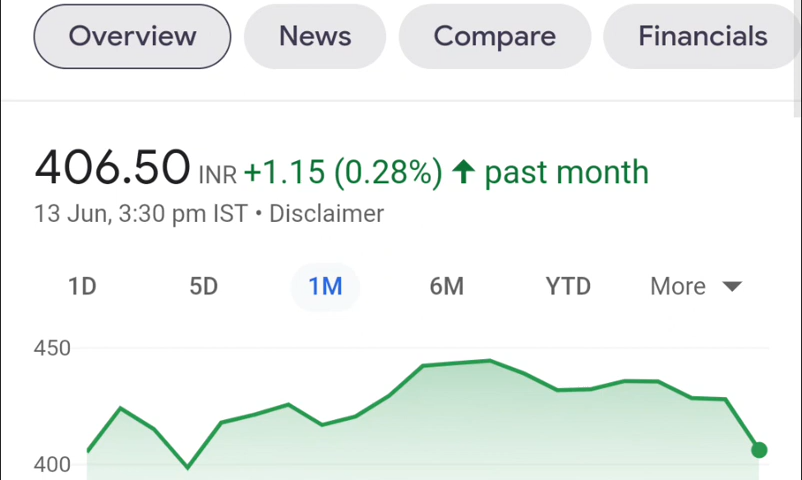 Overview News Compare Financials
406.50 INR +1.15 (0.28%) ↑ past month
13 Jun, 3:30 pm IST • Disclaimer
1D 5D 1M 6M YTD More
450
400